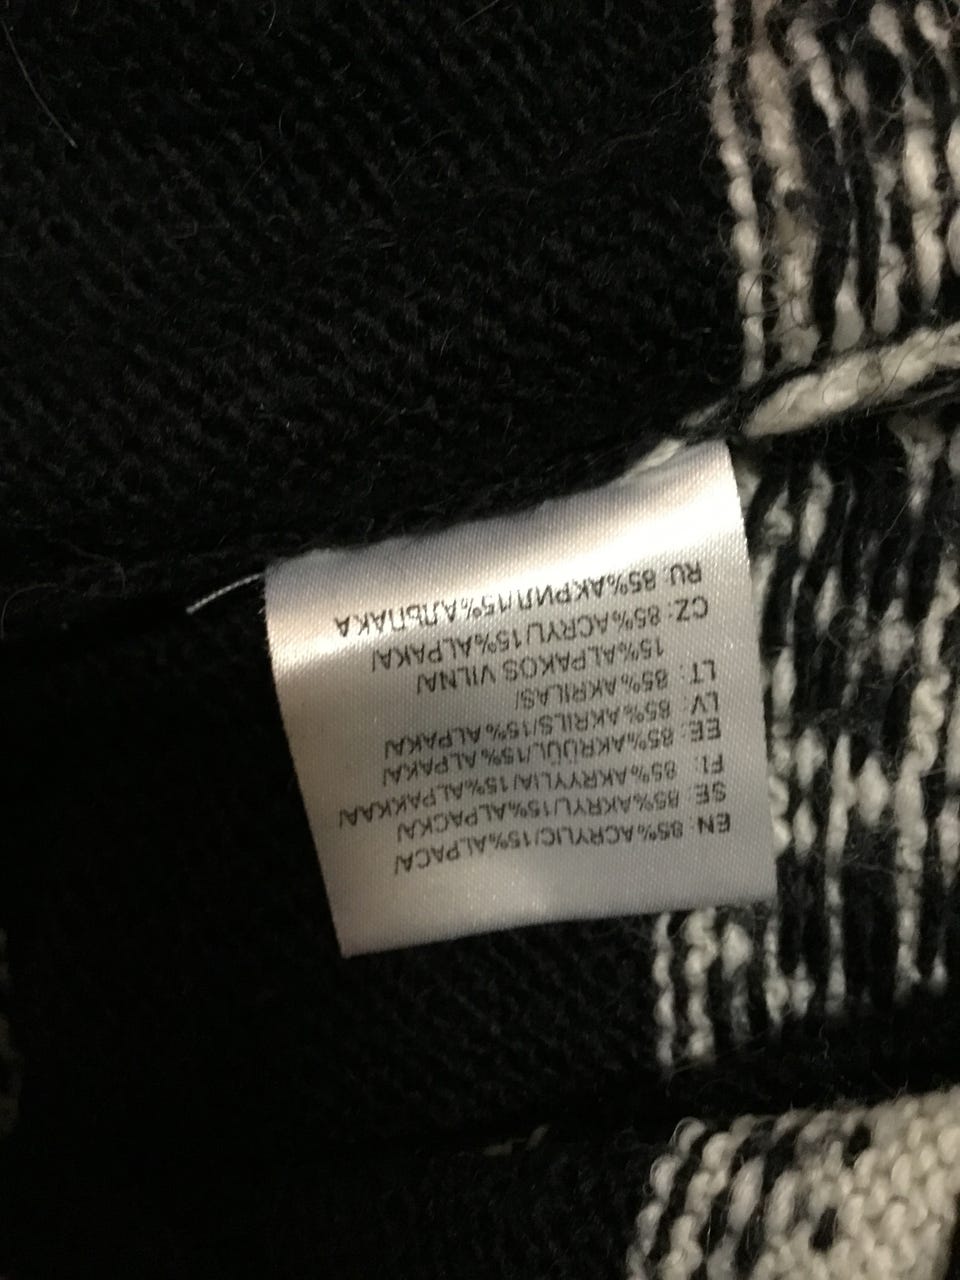 EN: 85%ACRYLIC/15%ALPACA/
SE: 85%AKRYL/15%ALPACKA/
FI: 85%AKRYYLIA/15%ALPAKKAA/
EE: 85%AKRÜÜL/15%ALPAKA/
LV: 85%AKRILS/15%ALPAKA/
LT: 85%AKRILAS/
15%ALPAKOS VILNA/
CZ: 85%ACRYL/15%ALPAKA/
RU: 85%АКРИЛ/15%АЛЬПАКА